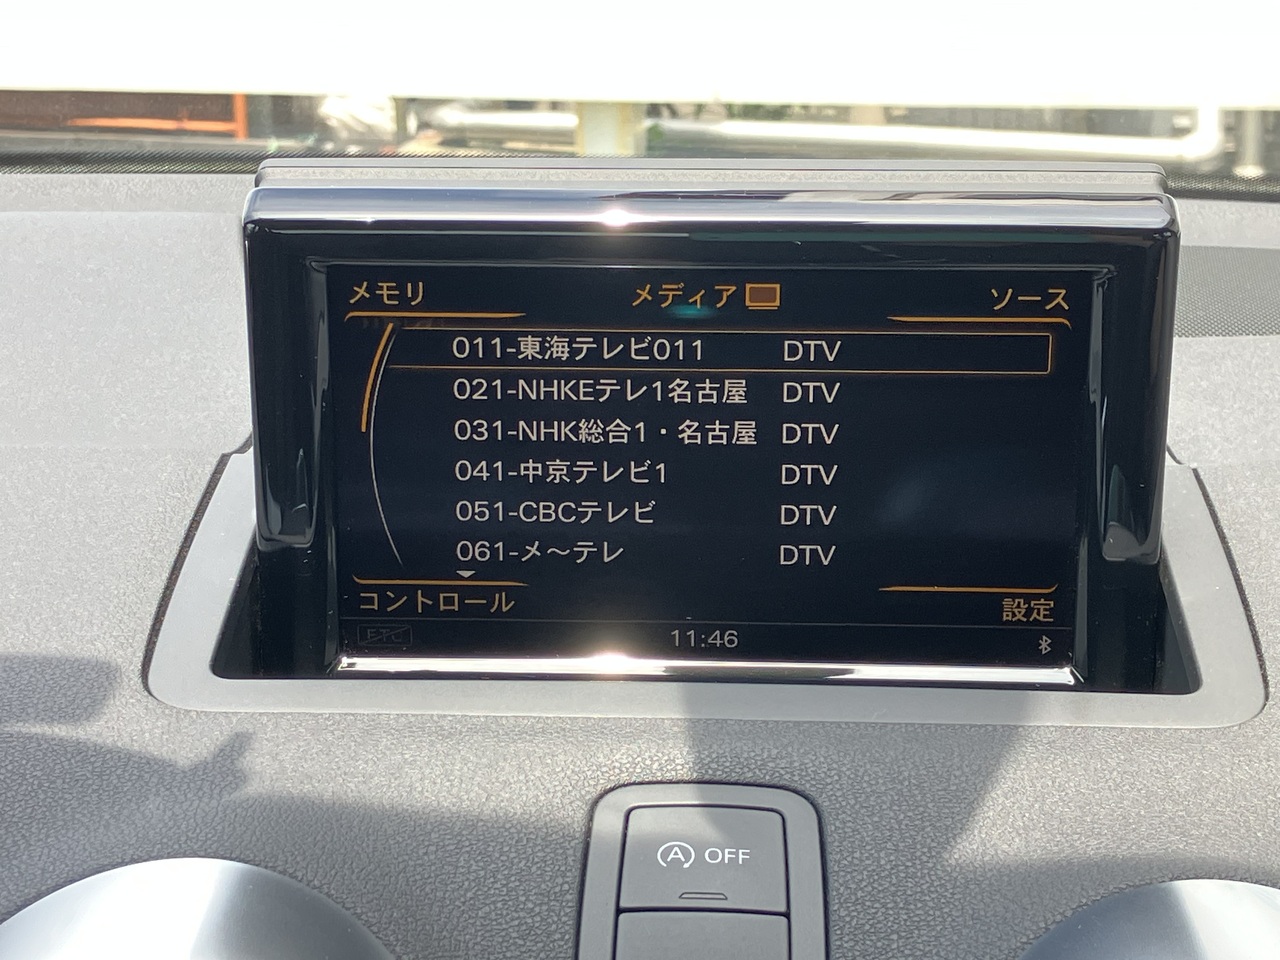 メモリ メディア ソース
011-東海テレビ011 DTV
021-NHKEテレ1名古屋 DTV
031-NHK総合1・名古屋 DTV
041-中京テレビ1 DTV
051-CBCテレビ DTV
061-メ〜テレ DTV
コントロール 設定
ETC 11:46
A OFF